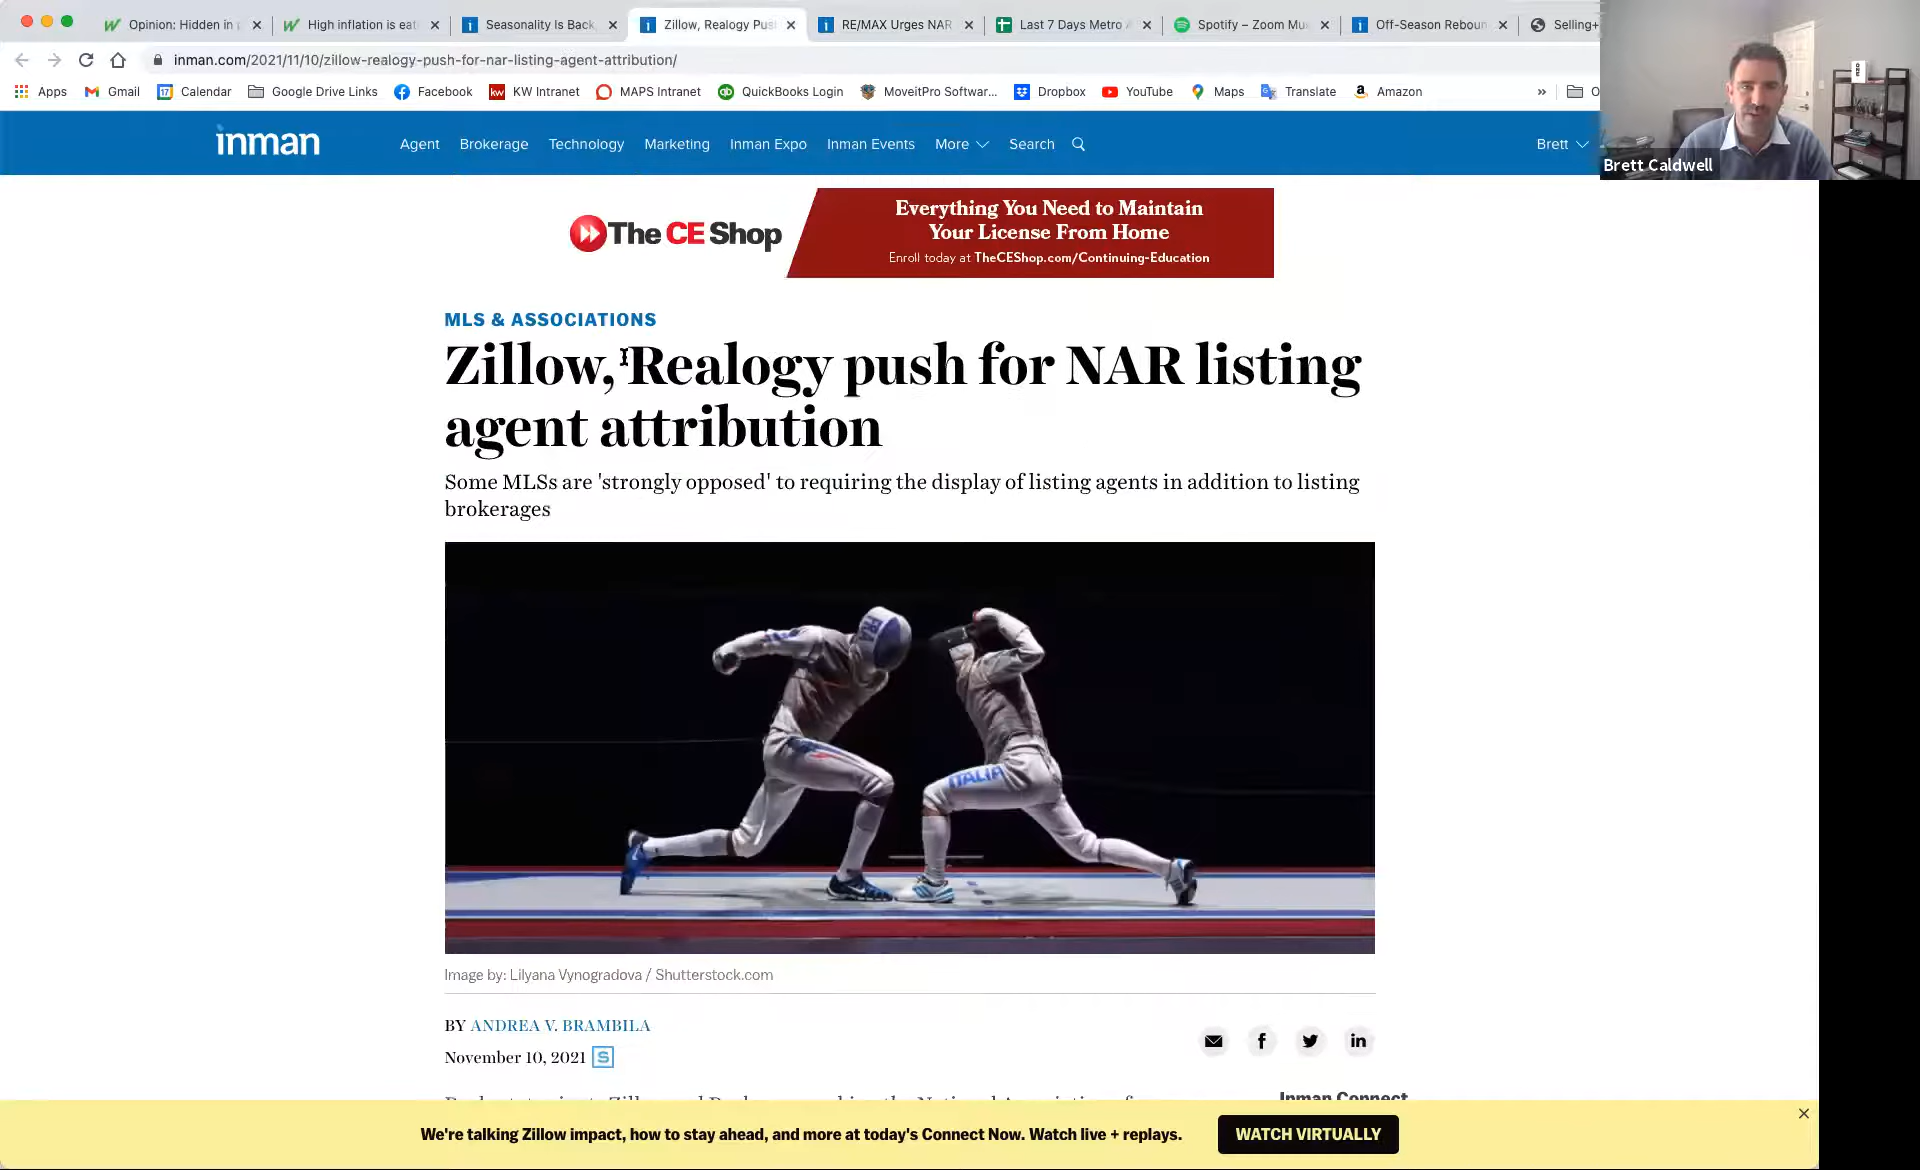 Opinion: Hidden in
High inflation is eat
Seasonality Is Back
Zillow, Realogy Pus
RE/MAX Urges NAR
Last 7 Days Metro
Spotify – Zoom Mu
Off-Season Reboun
Selling+
inman.com/2021/11/10/zillow-realogy-push-for-nar-listing-agent-attribution/
Apps
Gmail
Calendar
Google Drive Links
Facebook
KW Intranet
MAPS Intranet
QuickBooks Login
MoveitPro Softwar...
Dropbox
YouTube
Maps
Translate
Amazon
»
Brett Caldwell
inman
Agent
Brokerage
Technology
Marketing
Inman Expo
Inman Events
More
Search
Brett
The CE Shop
Everything You Need to Maintain
Your License From Home
Enroll today at TheCEShop.com/Continuing-Education
MLS & ASSOCIATIONS
Zillow, Realogy push for NAR listing
agent attribution
Some MLSs are 'strongly opposed' to requiring the display of listing agents in addition to listing
brokerages
FRA
ITALIA
Image by: Lilyana Vynogradova / Shutterstock.com
BY ANDREA V. BRAMBILA
November 10, 2021 S
Inman Connect
We're talking Zillow impact, how to stay ahead, and more at today's Connect Now. Watch live + replays.
WATCH VIRTUALLY